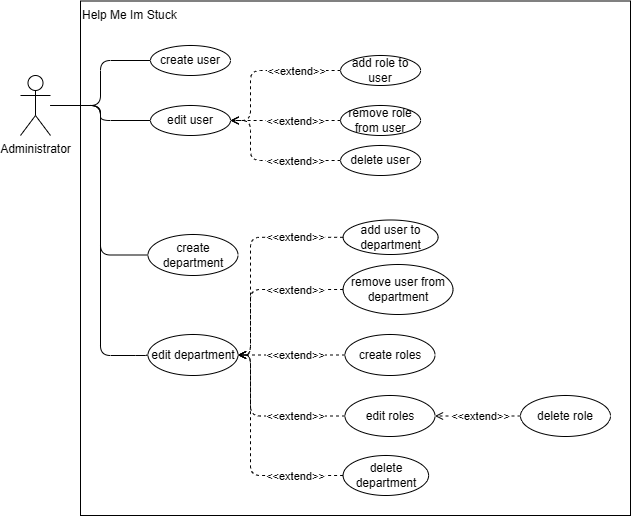 Help Me Im Stuck
create user
<<extend>>
add role to
user
Administrator
edit user
<<extend>>
remove role
from user
<<extend>>
delete user
create
department
<<extend>>
add user to
department
<<extend>>
remove user from
department
edit department
<<extend>>
create roles
<<extend>>
edit roles
<<extend>>
delete role
<<extend>>
delete
department